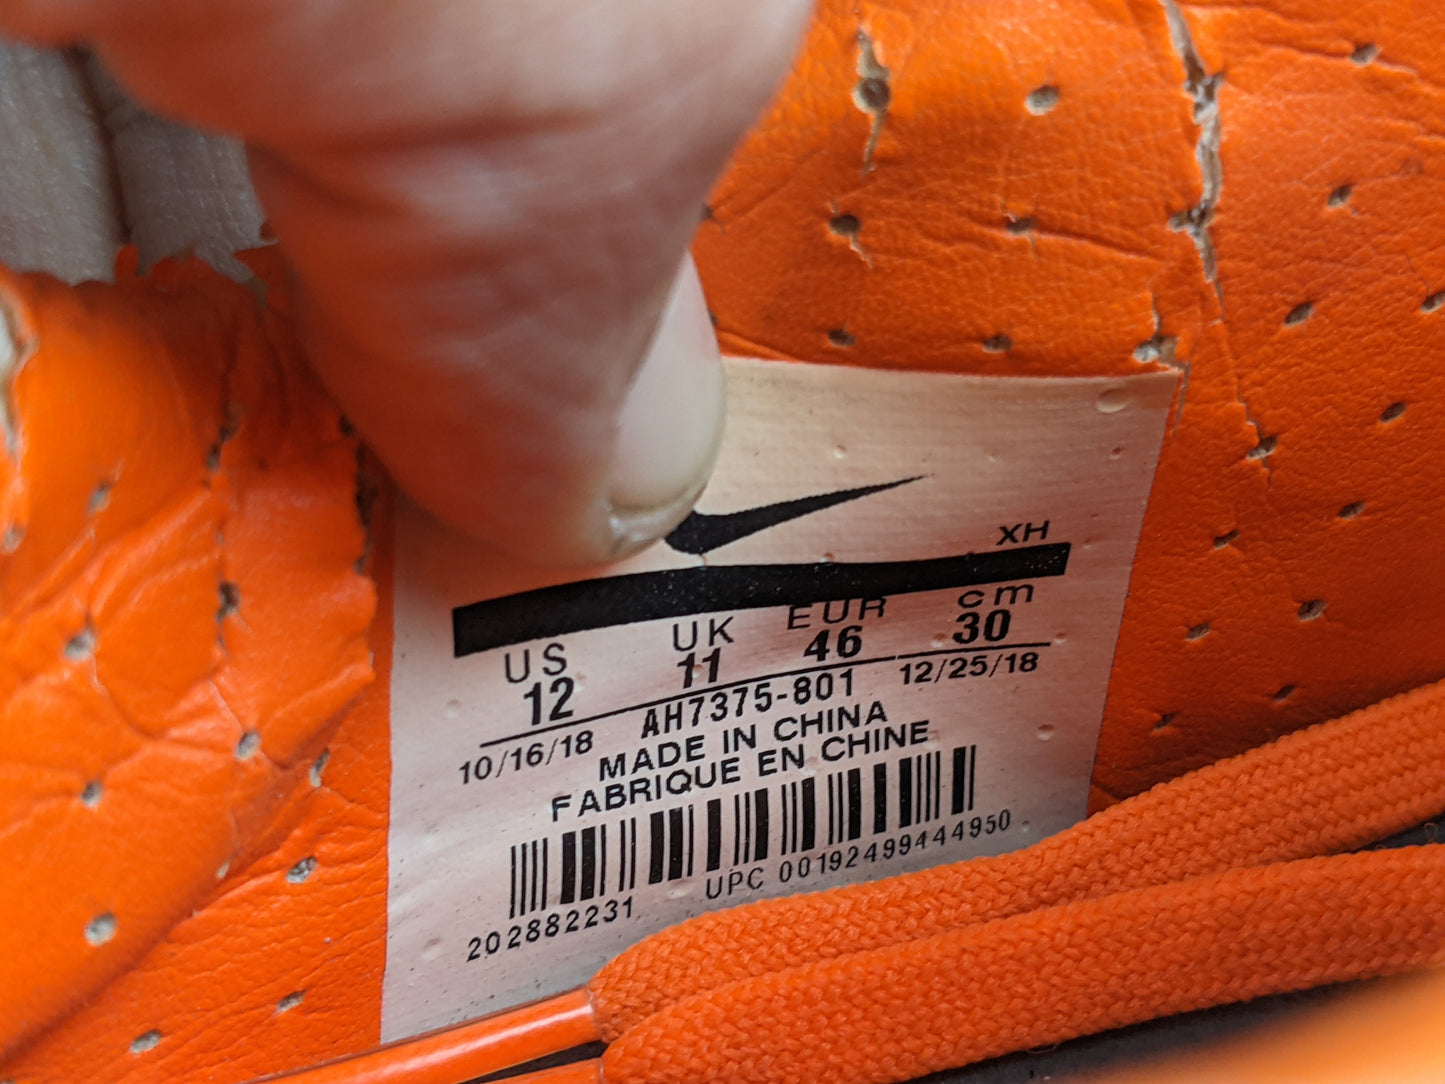 XH
US UK EUR cm
12 11 46 30
10/16/18 AH7375-801 12/25/18
MADE IN CHINA
FABRIQUE EN CHINE
UPC 00192499444950
202882231